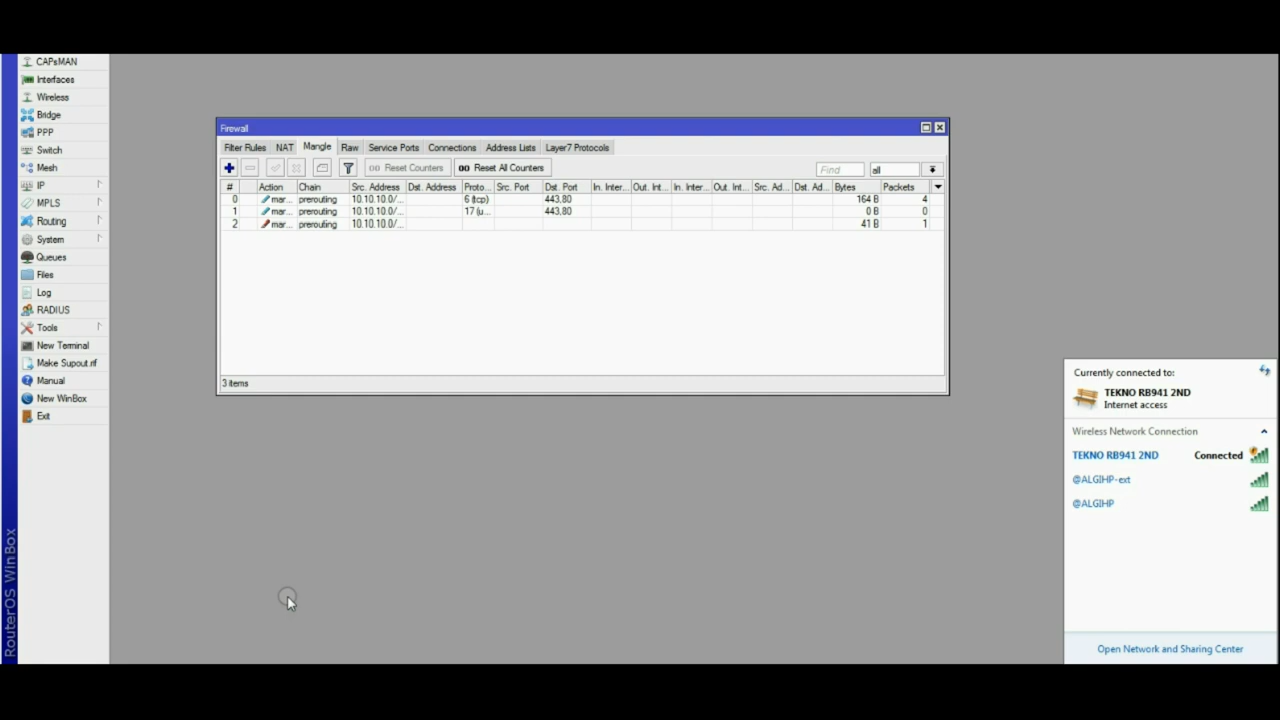 CAPsMAN
Interfaces
Wireless
Bridge
PPP
Switch
Mesh
IP
MPLS
Routing
System
Queues
Files
Log
RADIUS
Tools
New Terminal
Make Supout.rif
Manual
New WinBox
Exit
RouterOS WinBox
Firewall
Filter Rules NAT Mangle Raw Service Ports Connections Address Lists Layer7 Protocols
00 Reset Counters 00 Reset All Counters Find all
# Action Chain Src. Address Dst. Address Proto... Src. Port Dst. Port In. Inter... Out. Int... In. Inter... Out. Int... Src. Ad... Dst. Ad... Bytes Packets
0 mar... prerouting 10.10.10.0/... 6 (tcp) 443,80 164 B 4
1 mar... prerouting 10.10.10.0/... 17 (u... 443,80 0 B 0
2 mar... prerouting 10.10.10.0/... 41 B 1
3 items
Currently connected to:
TEKNO RB941 2ND
Internet access
Wireless Network Connection
TEKNO RB941 2ND Connected
@ALGIHP-ext
@ALGIHP
Open Network and Sharing Center